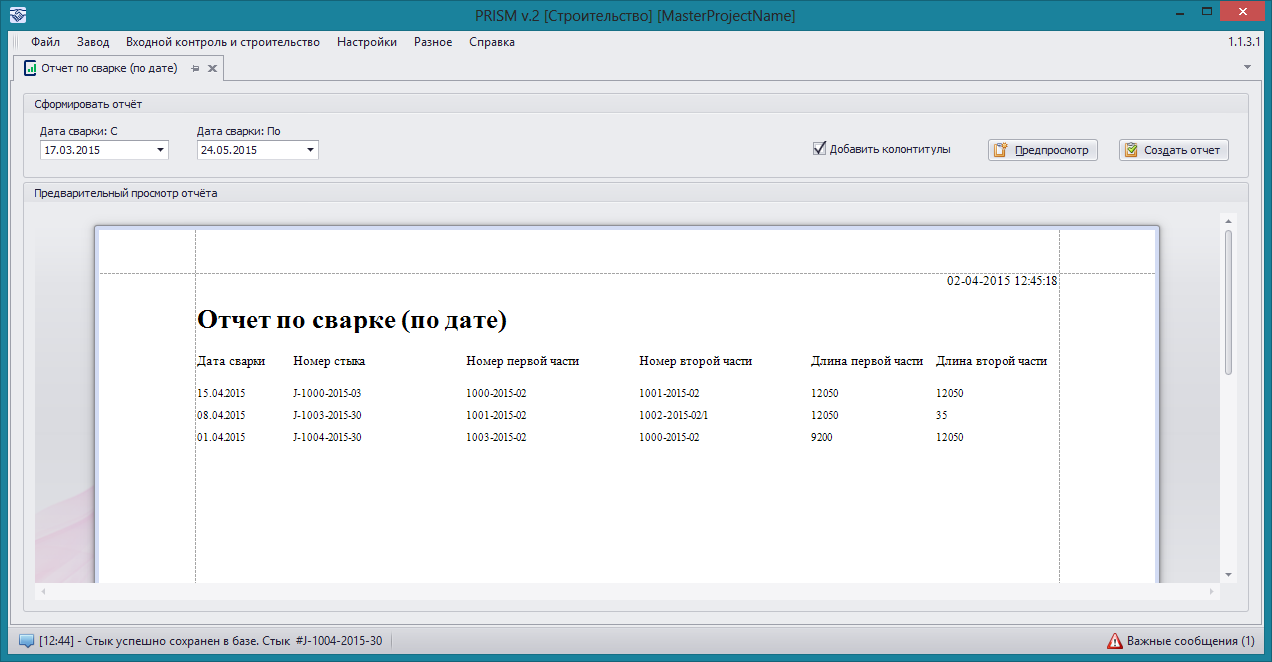 PRISM v.2 [Строительство] [MasterProjectName]
Файл Завод Входной контроль и строительство Настройки Разное Справка 1.1.3.1
Отчет по сварке (по дате)
Сформировать отчёт
Дата сварки: С Дата сварки: По
17.03.2015 24.05.2015 Добавить колонтитулы Предпросмотр Создать отчет
Предварительный просмотр отчёта
02-04-2015 12:45:18
Отчет по сварке (по дате)
Дата сварки Номер стыка Номер первой части Номер второй части Длина первой части Длина второй части
15.04.2015 J-1000-2015-03 1000-2015-02 1001-2015-02 12050 12050
08.04.2015 J-1003-2015-30 1001-2015-02 1002-2015-02/1 12050 35
01.04.2015 J-1004-2015-30 1003-2015-02 1000-2015-02 9200 12050
[12:44] - Стык успешно сохранен в базе. Стык #J-1004-2015-30 Важные сообщения (1)